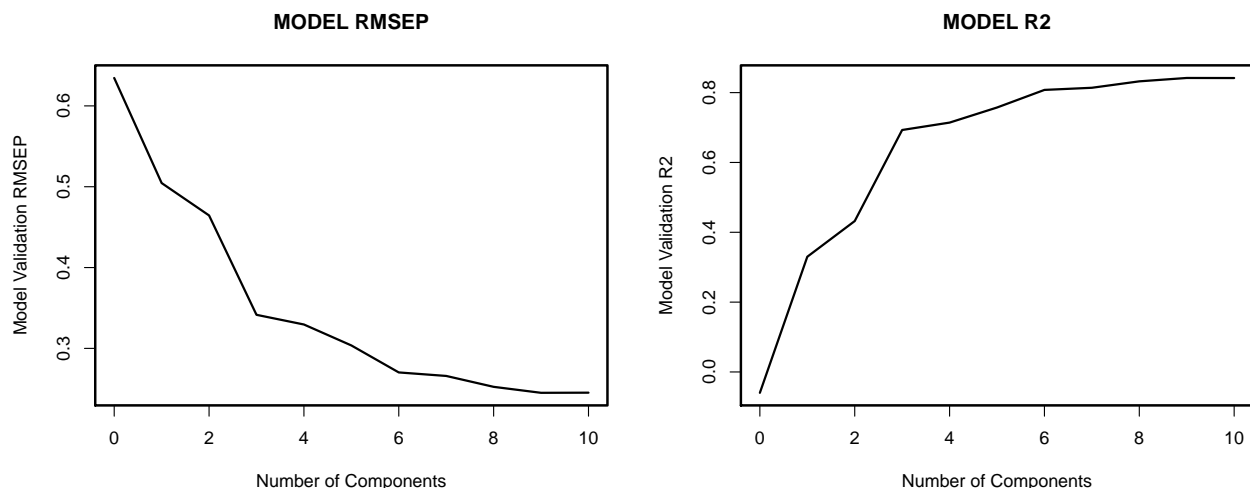 MODEL RMSEP
Model Validation RMSEP
0.6
0.5
0.4
0.3
0 2 4 6 8 10
Number of Components
MODEL R2
Model Validation R2
0.8
0.6
0.4
0.2
0.0
0 2 4 6 8 10
Number of Components